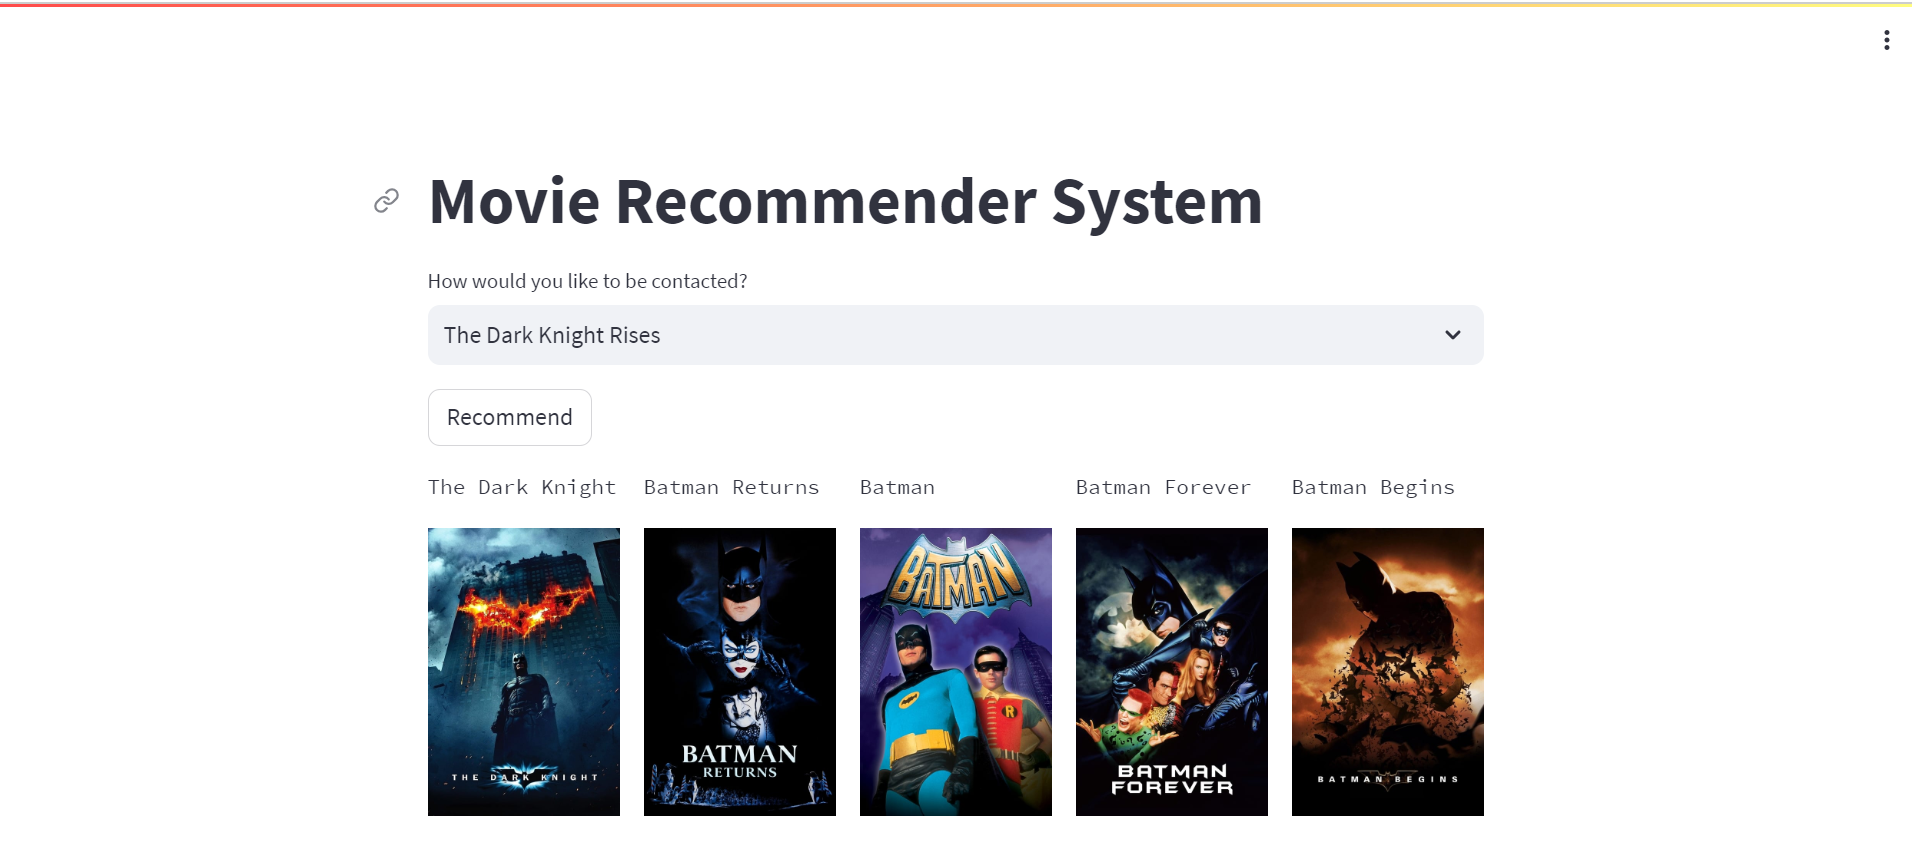 Movie Recommender System
How would you like to be contacted?
The Dark Knight Rises
Recommend
The Dark Knight
Batman Returns
Batman
Batman Forever
Batman Begins
THE DARK KNIGHT
BATMAN
RETURNS
BATMAN
R
BATMAN
FOREVER
BATMAN BEGINS